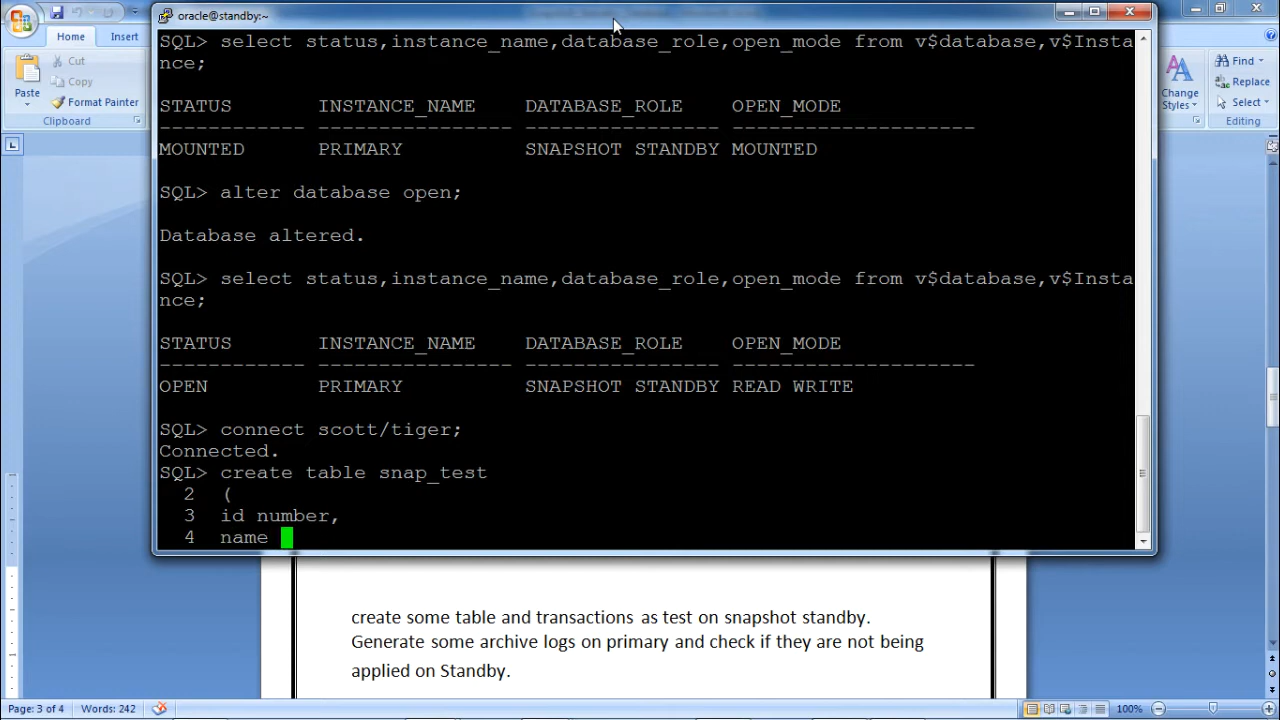 oracle@standby:~
Home
Insert
Cut
Copy
Paste
Format Painter
Clipboard
Find
Replace
Select
Change
Styles
Editing
SQL> select status,instance_name,database_role,open_mode from v$database,v$Insta
nce;
STATUS INSTANCE_NAME DATABASE_ROLE OPEN_MODE
------------ ---------------- ---------------- --------------------
MOUNTED PRIMARY SNAPSHOT STANDBY MOUNTED
SQL> alter database open;
Database altered.
SQL> select status,instance_name,database_role,open_mode from v$database,v$Insta
nce;
STATUS INSTANCE_NAME DATABASE_ROLE OPEN_MODE
------------ ---------------- ---------------- --------------------
OPEN PRIMARY SNAPSHOT STANDBY READ WRITE
SQL> connect scott/tiger;
Connected.
SQL> create table snap_test
2 (
3 id number,
4 name
create some table and transactions as test on snapshot standby.
Generate some archive logs on primary and check if they are not being
applied on Standby.
Page: 3 of 4
Words: 242
100%